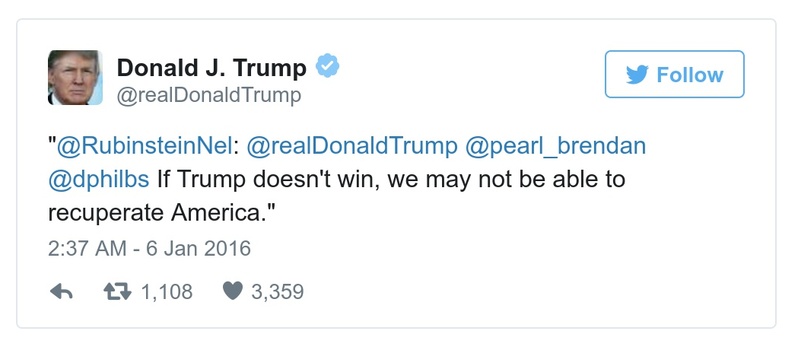 Donald J. Trump
@realDonaldTrump
Follow
"@RubinsteinNel: @realDonaldTrump @pearl_brendan
@dphilbs If Trump doesn't win, we may not be able to
recuperate America."
2:37 AM - 6 Jan 2016
1,108 3,359